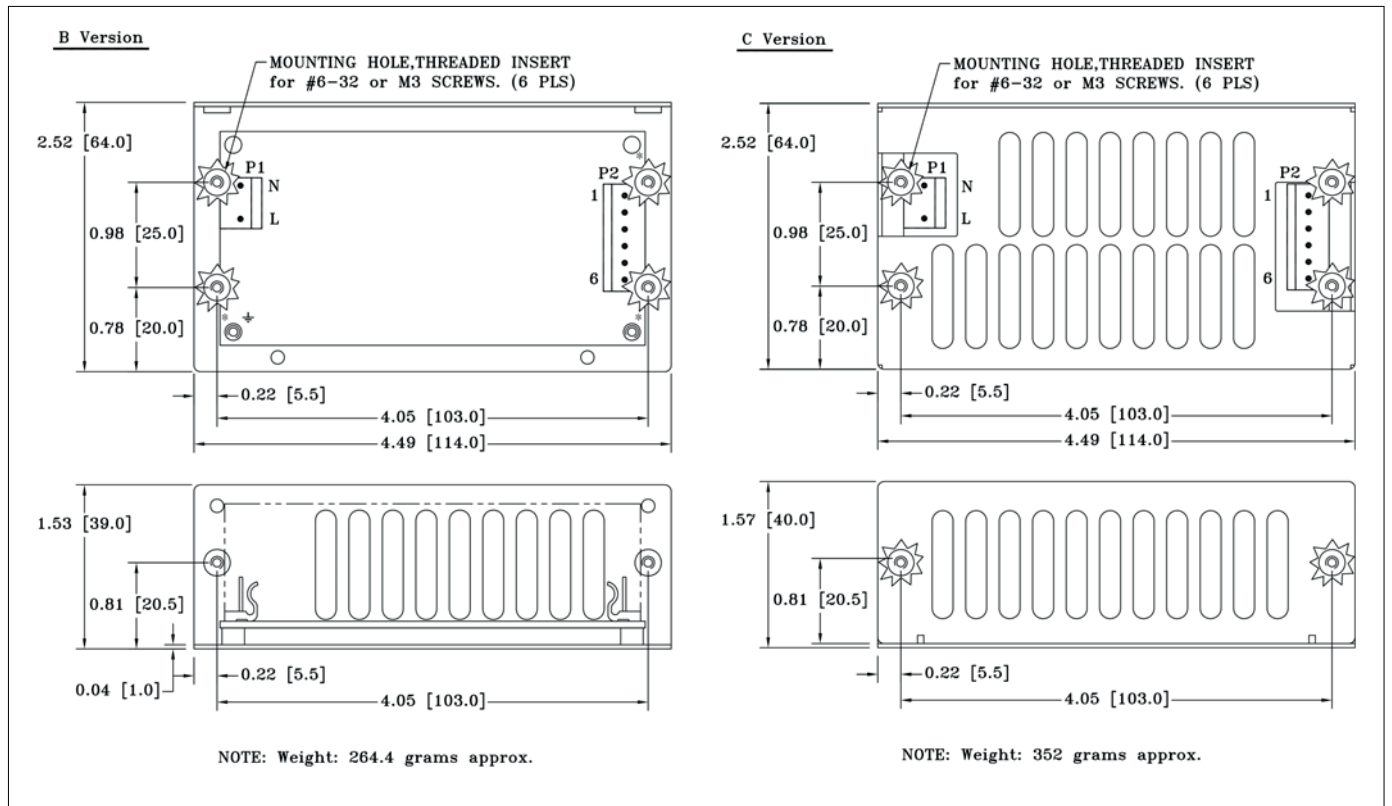 B Version
MOUNTING HOLE,THREADED INSERT
for #6-32 or M3 SCREWS. (6 PLS)
2.52 [64.0]
P1
N
L
P2
1
6
*
0.98 [25.0]
0.78 [20.0]
*
*
0.22 [5.5]
4.05 [103.0]
4.49 [114.0]
1.53 [39.0]
0.81 [20.5]
0.04 [1.0]
0.22 [5.5]
4.05 [103.0]
NOTE: Weight: 264.4 grams approx.
C Version
MOUNTING HOLE,THREADED INSERT
for #6-32 or M3 SCREWS. (6 PLS)
2.52 [64.0]
P1
N
L
P2
1
6
0.98 [25.0]
0.78 [20.0]
0.22 [5.5]
4.05 [103.0]
4.49 [114.0]
1.57 [40.0]
0.81 [20.5]
0.22 [5.5]
4.05 [103.0]
NOTE: Weight: 352 grams approx.